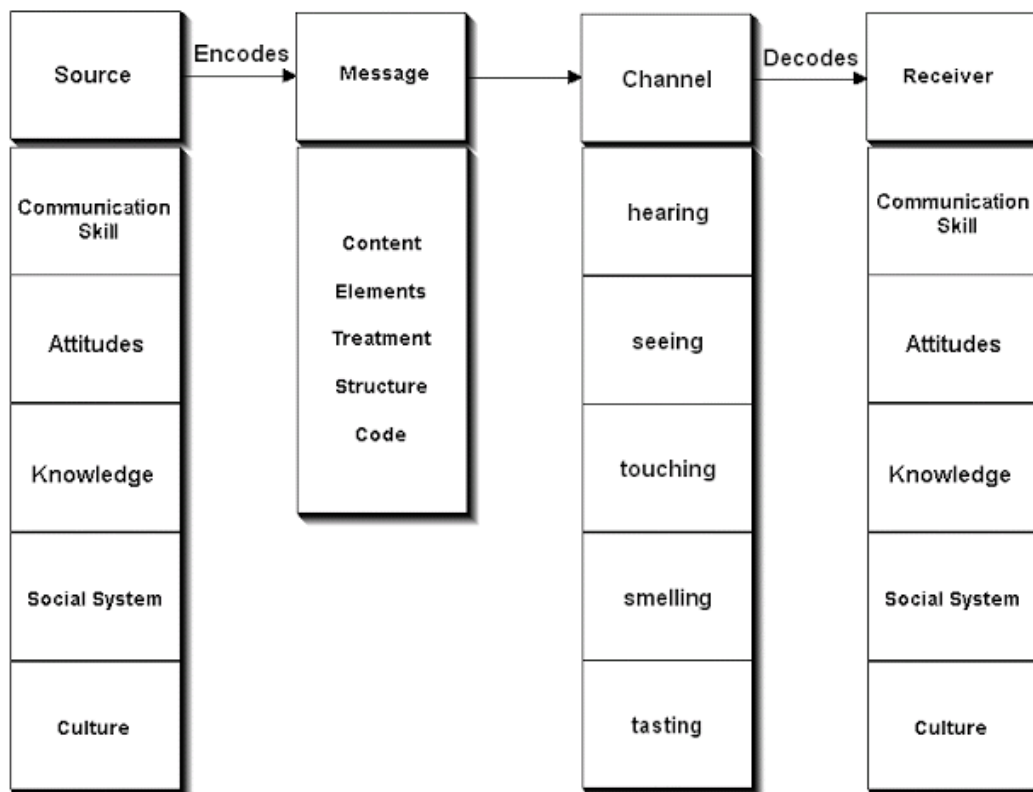 Source
Encodes
Message
Channel
Decodes
Receiver
Communication
Skill
Attitudes
Knowledge
Social System
Culture
Content
Elements
Treatment
Structure
Code
hearing
seeing
touching
smelling
tasting
Communication
Skill
Attitudes
Knowledge
Social System
Culture